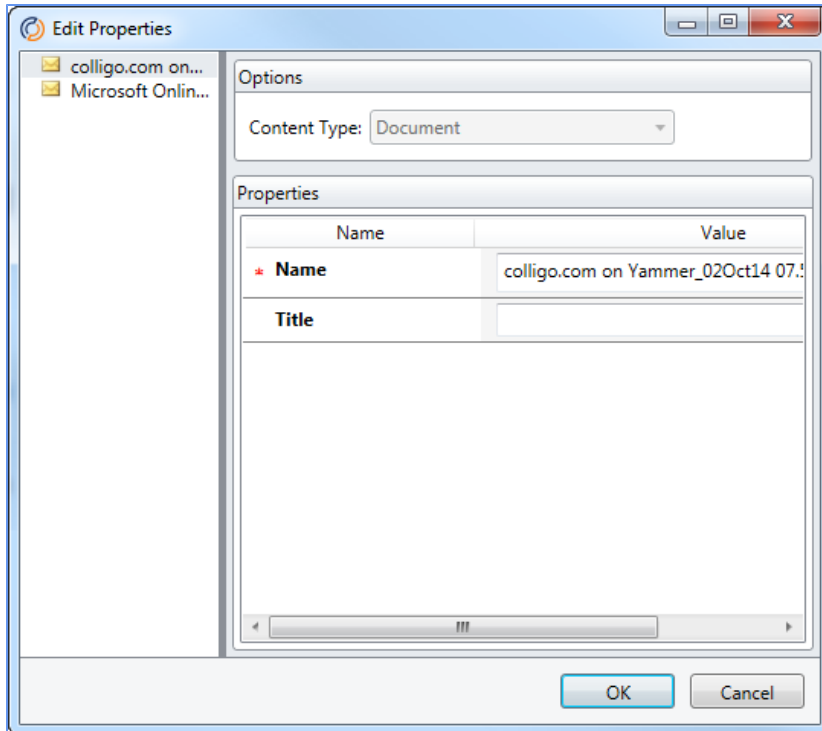 Edit Properties
colligo.com on...
Microsoft Onlin...
Options
Content Type: Document
Properties
Name Value
* Name colligo.com on Yammer_02Oct14 07.5
Title
OK Cancel